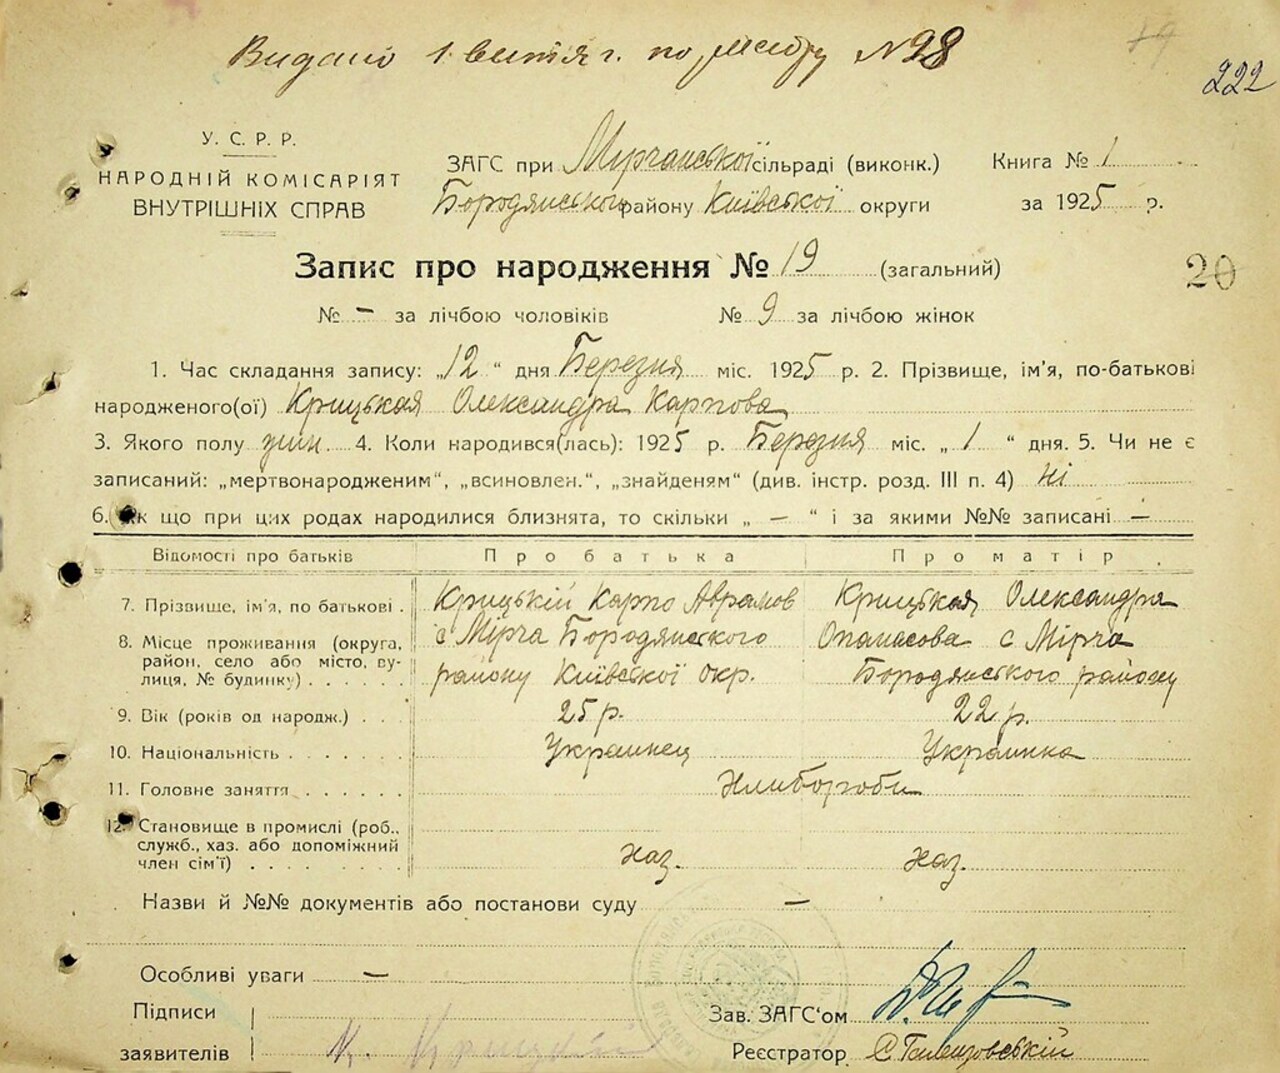 Видано 1 витяг. по №98
19
222
У. С. Р. Р.
НАРОДНІЙ КОМІСАРІЯТ
ВНУТРІШНІХ СПРАВ
ЗАГС при Мірчанської сільраді (виконк.)
Бородянського району Київської округи
Книга № 1
за 1925 р.
Запис про народження № 19 (загальний)
20
№ – за лічбою чоловіків № 9 за лічбою жінок
1. Час складання запису: „12“ дня Березня міс. 1925 р. 2. Прізвище, ім'я, по-батькові
народженого(ої) Крицькая Олександра Карпова
3. Якого полу жін. 4. Коли народився(лась): 1925 р. Березня міс. „ 1 “ дня. 5. Чи не є
записаний: „мертвонародженим“, „всиновлен.“, „знайденям“ (див. інстр. розд. III п. 4) Ні
6. Як що при цих родах народилися близнята, то скільки „ – “ і за якими №№ записані –
Відомості про батьків Про батька Про матір
7. Прізвище, ім'я, по батькові . Крицькій Карпо Аврамов Крицькая Олександра
8. Місце проживання (округа, с Мірча Бородянського Опанасова с Мірча
район, село або місто, ву-
лиця, № будинку) . . . . . . району Київської окр. Бородянського району
9. Вік (років од народж.) . . . 25 р. 22 р.
10. Національність . . . . . . . Украинец Украинка
11. Головне заняття . . . . . . Хлибороби
12. Становище в промислі (роб.,
служб., хаз. або допоміжний
член сім'ї) . . . . . . . . хаз. хаз.
Назви й №№ документів або постанови суду –
Особливі уваги –
Підписи
заявителів К. Крицкий
Зав. ЗАГС'ом
Реєстратор